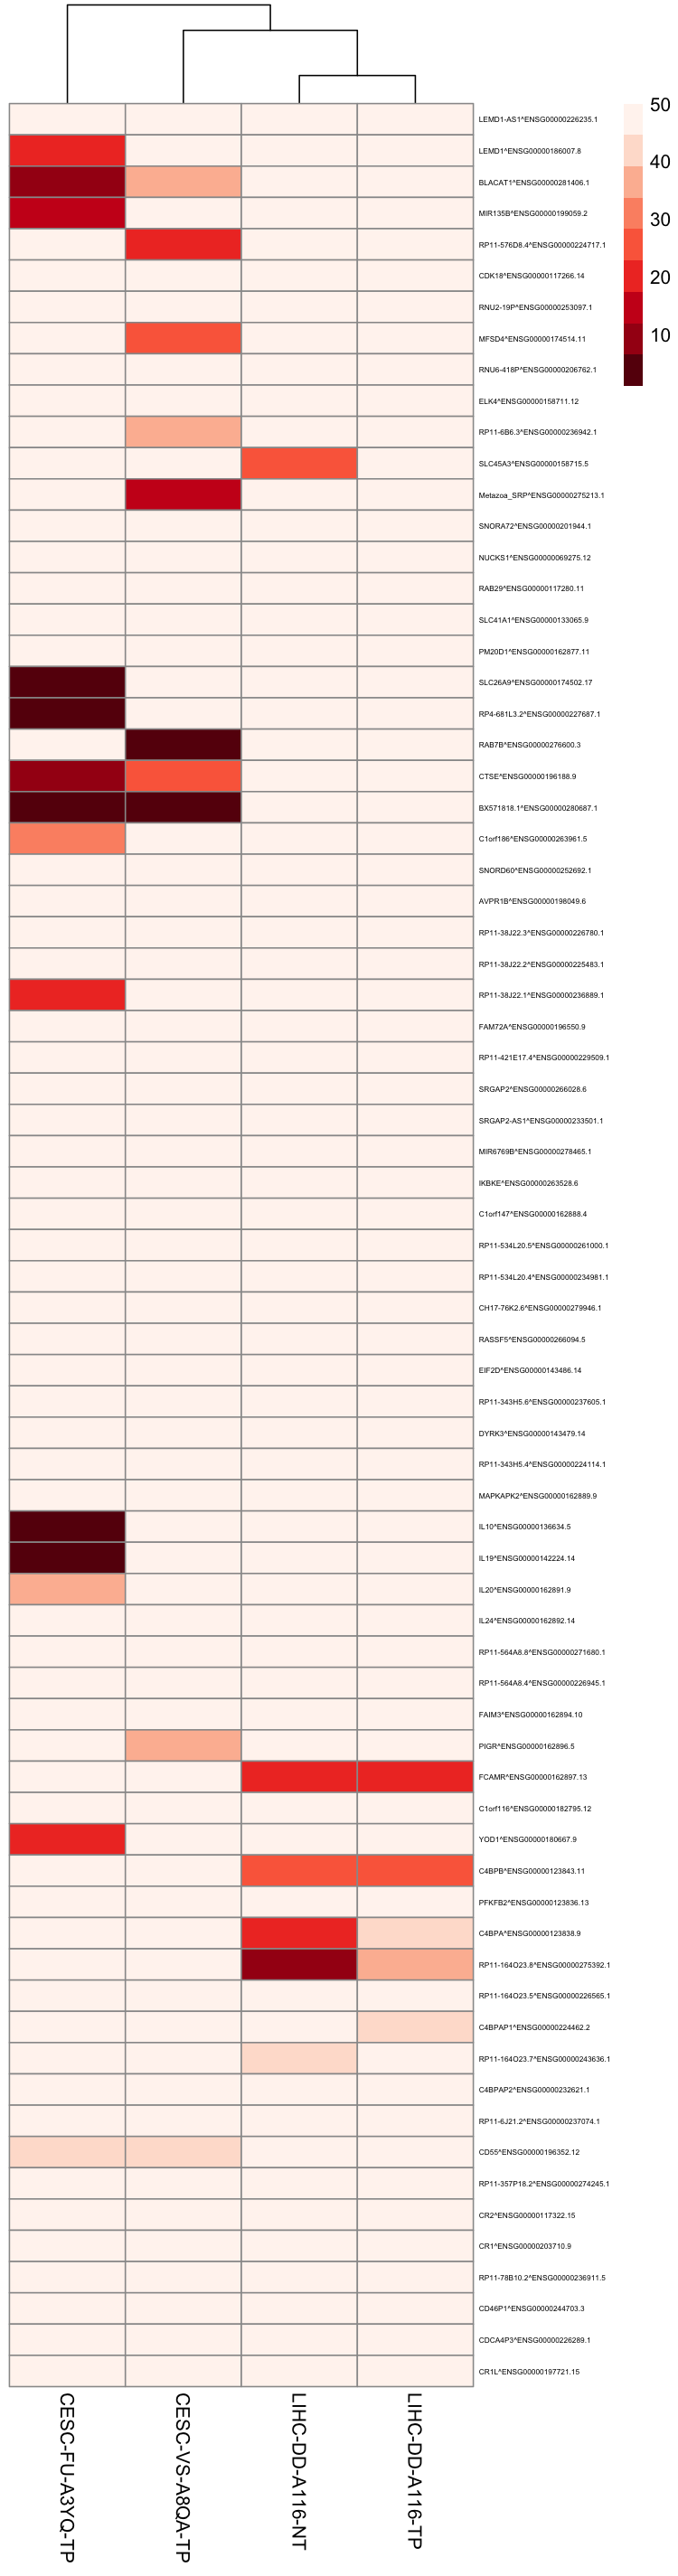 50
40
30
20
10
LEMD1-AS1^ENSG00000226235.1
LEMD1^ENSG00000186007.8
BLACAT1^ENSG00000281406.1
MIR135B^ENSG00000199059.2
RP11-576D8.4^ENSG00000224717.1
CDK18^ENSG00000117266.14
RNU2-19P^ENSG00000253097.1
MFSD4^ENSG00000174514.11
RNU6-418P^ENSG00000206762.1
ELK4^ENSG00000158711.12
RP11-6B6.3^ENSG00000236942.1
SLC45A3^ENSG00000158715.5
Metazoa_SRP^ENSG00000275213.1
SNORA72^ENSG00000201944.1
NUCKS1^ENSG00000069275.12
RAB29^ENSG00000117280.11
SLC41A1^ENSG00000133065.9
PM20D1^ENSG00000162877.11
SLC26A9^ENSG00000174502.17
RP4-681L3.2^ENSG00000227687.1
RAB7B^ENSG00000276600.3
CTSE^ENSG00000196188.9
BX571818.1^ENSG00000280687.1
C1orf186^ENSG00000263961.5
SNORD60^ENSG00000252692.1
AVPR1B^ENSG00000198049.6
RP11-38J22.3^ENSG00000226780.1
RP11-38J22.2^ENSG00000225483.1
RP11-38J22.1^ENSG00000236889.1
FAM72A^ENSG00000196550.9
RP11-421E17.4^ENSG00000229509.1
SRGAP2^ENSG00000266028.6
SRGAP2-AS1^ENSG00000233501.1
MIR6769B^ENSG00000278465.1
IKBKE^ENSG00000263528.6
C1orf147^ENSG00000162888.4
RP11-534L20.5^ENSG00000261000.1
RP11-534L20.4^ENSG00000234981.1
CH17-76K2.6^ENSG00000279946.1
RASSF5^ENSG00000266094.5
EIF2D^ENSG00000143486.14
RP11-343H5.6^ENSG00000237605.1
DYRK3^ENSG00000143479.14
RP11-343H5.4^ENSG00000224114.1
MAPKAPK2^ENSG00000162889.9
IL10^ENSG00000136634.5
IL19^ENSG00000142224.14
IL20^ENSG00000162891.9
IL24^ENSG00000162892.14
RP11-564A8.8^ENSG00000271680.1
RP11-564A8.4^ENSG00000226945.1
FAIM3^ENSG00000162894.10
PIGR^ENSG00000162896.5
FCAMR^ENSG00000162897.13
C1orf116^ENSG00000182795.12
YOD1^ENSG00000180667.9
C4BPB^ENSG00000123843.11
PFKFB2^ENSG00000123836.13
C4BPA^ENSG00000123838.9
RP11-164O23.8^ENSG00000275392.1
RP11-164O23.5^ENSG00000226565.1
C4BPAP1^ENSG00000224462.2
RP11-164O23.7^ENSG00000243636.1
C4BPAP2^ENSG00000232621.1
RP11-6J21.2^ENSG00000237074.1
CD55^ENSG00000196352.12
RP11-357P18.2^ENSG00000274245.1
CR2^ENSG00000117322.15
CR1^ENSG00000203710.9
RP11-78B10.2^ENSG00000236911.5
CD46P1^ENSG00000244703.3
CDCA4P3^ENSG00000226289.1
CR1L^ENSG00000197721.15
CESC-FU-A3YQ-TP
CESC-VS-A8QA-TP
LIHC-DD-A116-NT
LIHC-DD-A116-TP